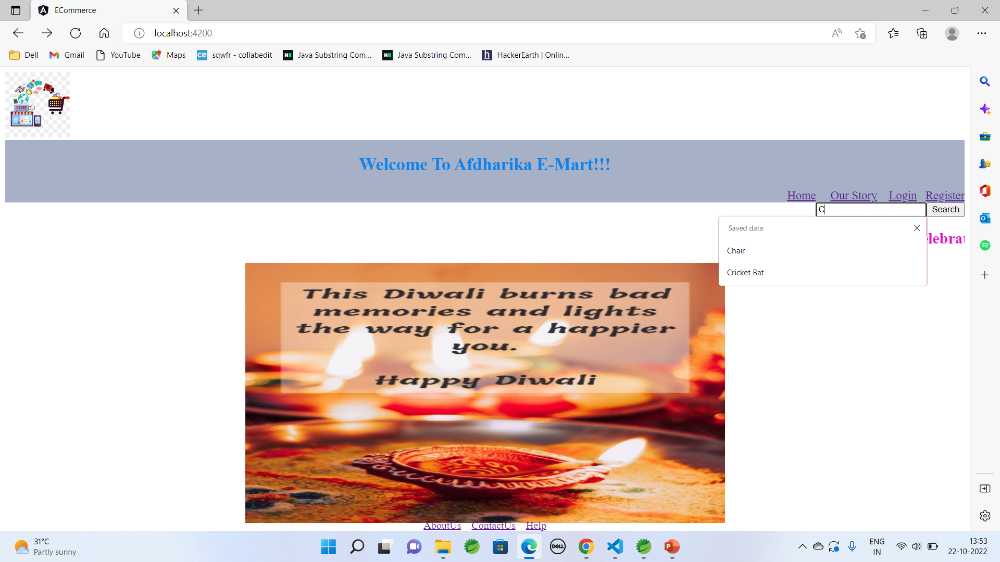 ECommerce
localhost:4200
Dell
Gmail
YouTube
Maps
sqwfr - collabedit
Java Substring Com...
Java Substring Com...
HackerEarth | Onlin...
STORE
Welcome To Afdharika E-Mart!!!
Home Our Story Login Register
C
Search
Saved data
Chair
Cricket Bat
elebrat
This Diwali burns bad
memories and lights
the way for a happier
you.
Happy Diwali
AboutUs ContactUs Help
31°C
Partly sunny
DELL
ENG
IN
13:53
22-10-2022